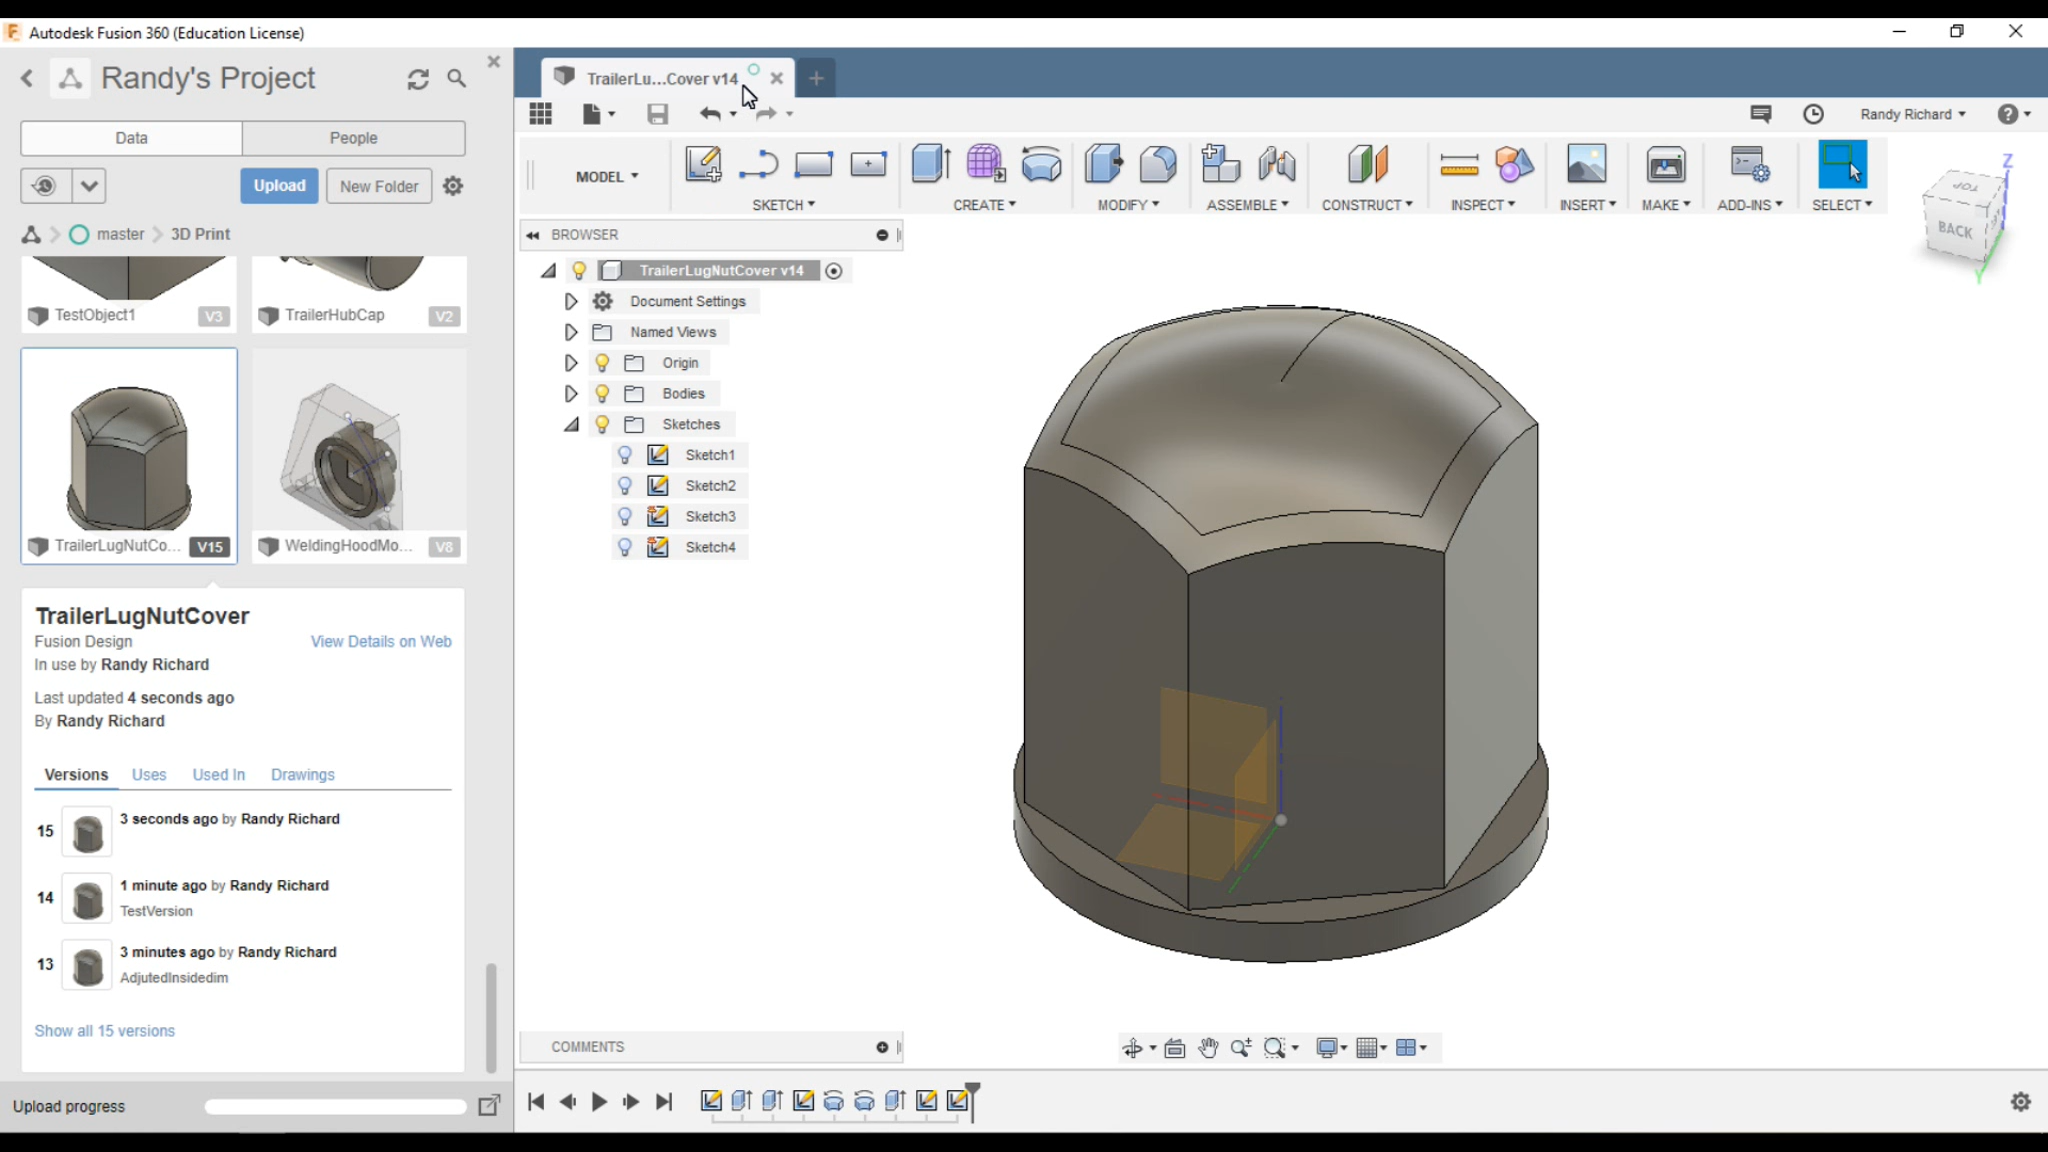 Autodesk Fusion 360 (Education License)
Randy's Project
Data
People
Upload
New Folder
master
3D Print
TestObject1
V3
TrailerHubCap
V2
TrailerLugNutCo...
V15
WeldingHoodMo...
V8
TrailerLugNutCover
Fusion Design
View Details on Web
In use by Randy Richard
Last updated 4 seconds ago
By Randy Richard
Versions
Uses
Used In
Drawings
15
3 seconds ago by Randy Richard
14
1 minute ago by Randy Richard
TestVersion
13
3 minutes ago by Randy Richard
AdjutedInsidedim
Show all 15 versions
Upload progress
TrailerLu...Cover v14
Randy Richard
MODEL
SKETCH
CREATE
MODIFY
ASSEMBLE
CONSTRUCT
INSPECT
INSERT
MAKE
ADD-INS
SELECT
BROWSER
TrailerLugNutCover v14
Document Settings
Named Views
Origin
Bodies
Sketches
Sketch1
Sketch2
Sketch3
Sketch4
Z
TOP
BACK
Y
COMMENTS